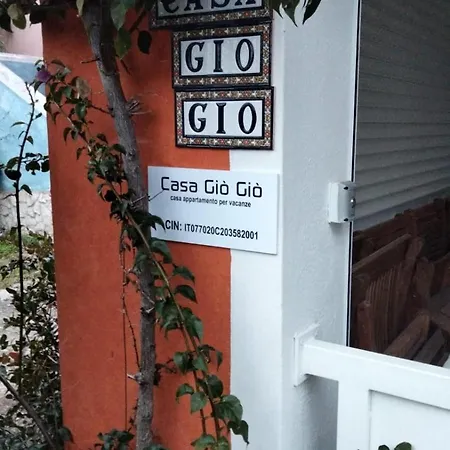 CASA
GIO
GIO
Casa Giò Giò
casa appartamento per vacanze
CIN: IT077020C203582001